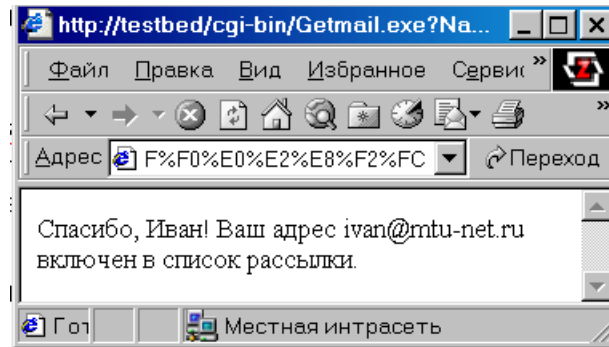 http://testbed/cgi-bin/Getmail.exe?Na...
Файл Правка Вид Избранное Сервис »
»
Адрес F%F0%E0%E2%E8%F2%FC Переход
Спасибо, Иван! Ваш адрес ivan@mtu-net.ru
включен в список рассылки.
Гот Местная интрасеть